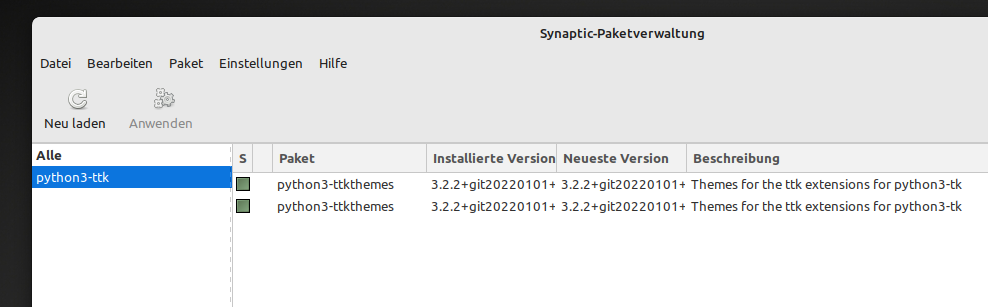 Synaptic-Paketverwaltung
Datei Bearbeiten Paket Einstellungen Hilfe
Neu laden Anwenden
Alle
python3-ttk
S Paket Installierte Version Neueste Version Beschreibung
python3-ttkthemes 3.2.2+git20220101+ 3.2.2+git20220101+ Themes for the ttk extensions for python3-tk
python3-ttkthemes 3.2.2+git20220101+ 3.2.2+git20220101+ Themes for the ttk extensions for python3-tk